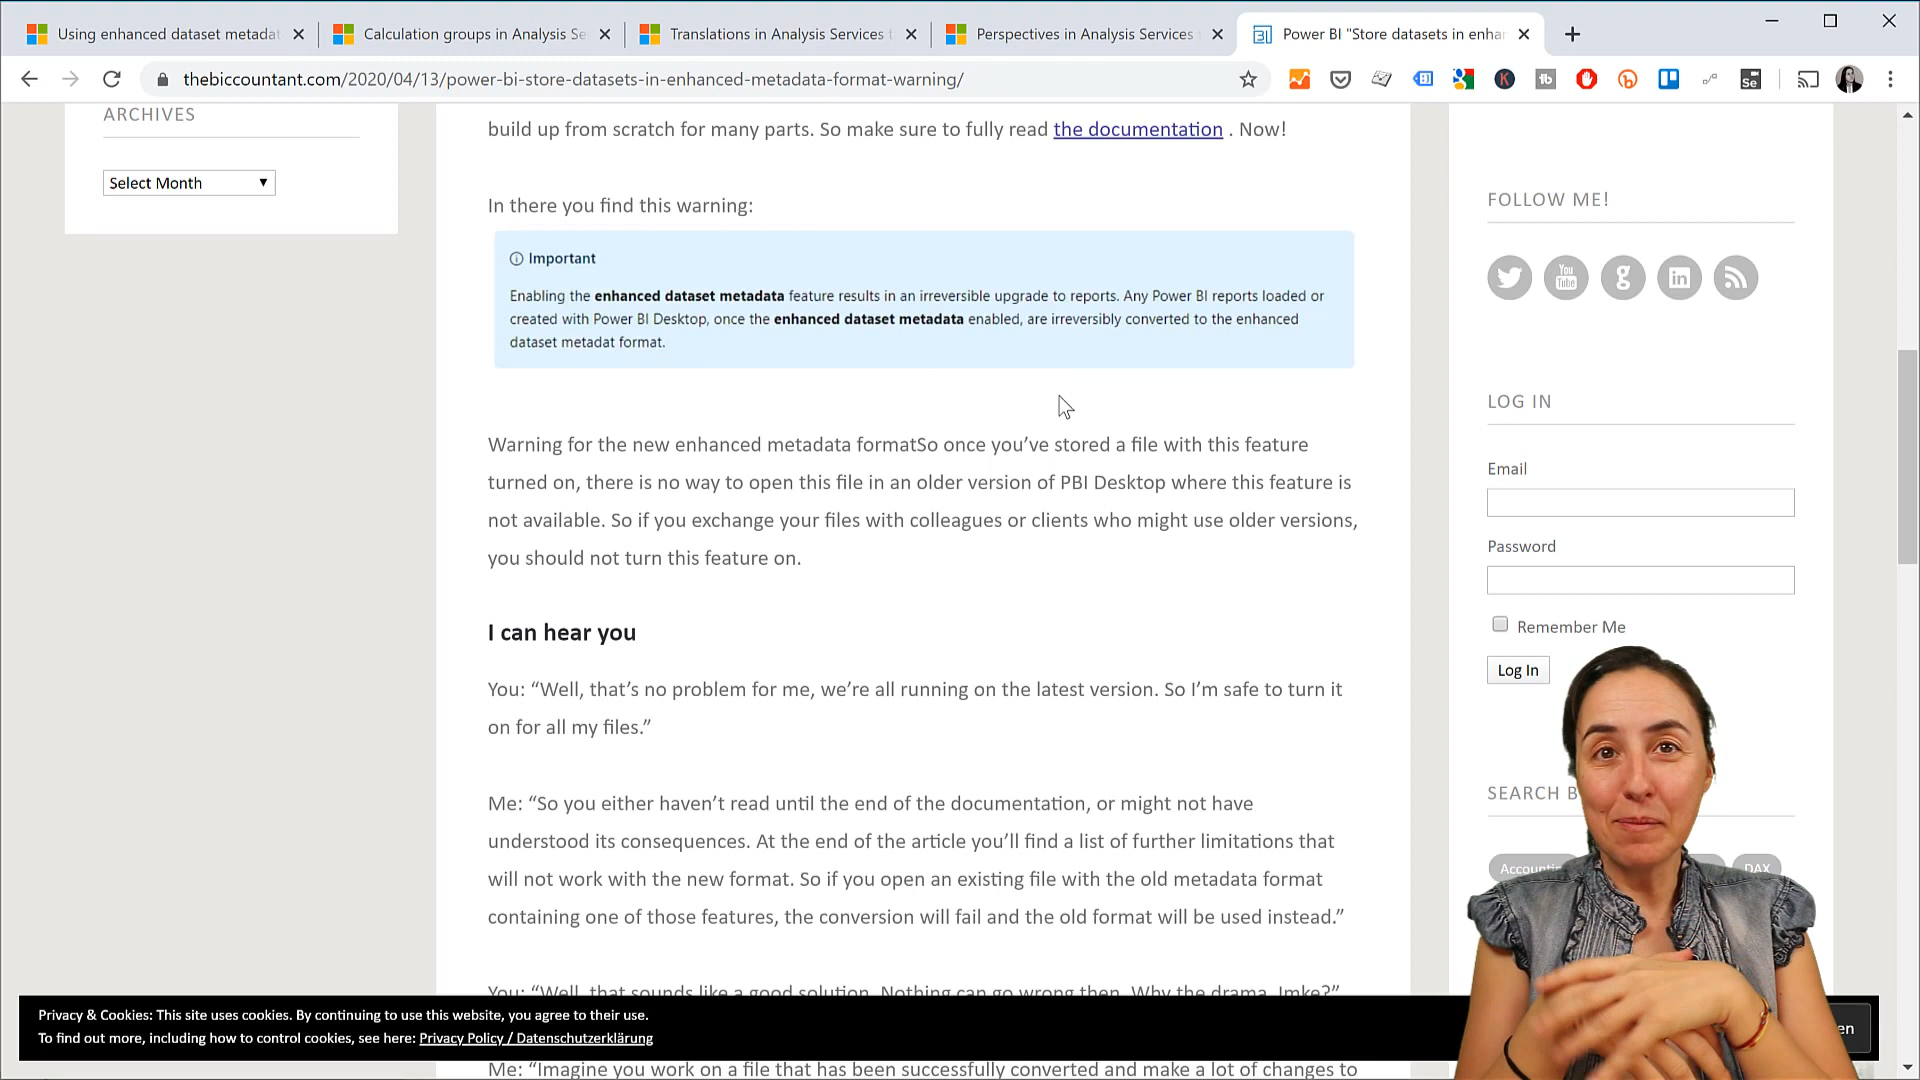 Using enhanced dataset metada
Calculation groups in Analysis Se
Translations in Analysis Services t
Perspectives in Analysis Services
Power BI "Store datasets in enha
thebiccountant.com/2020/04/13/power-bi-store-datasets-in-enhanced-metadata-format-warning/
ARCHIVES
Select Month
build up from scratch for many parts. So make sure to fully read the documentation . Now!
In there you find this warning:
Important
Enabling the enhanced dataset metadata feature results in an irreversible upgrade to reports. Any Power BI reports loaded or
created with Power BI Desktop, once the enhanced dataset metadata enabled, are irreversibly converted to the enhanced
dataset metadat format.
Warning for the new enhanced metadata formatSo once you’ve stored a file with this feature
turned on, there is no way to open this file in an older version of PBI Desktop where this feature is
not available. So if you exchange your files with colleagues or clients who might use older versions,
you should not turn this feature on.
I can hear you
You: “Well, that’s no problem for me, we’re all running on the latest version. So I’m safe to turn it
on for all my files.”
Me: “So you either haven’t read until the end of the documentation, or might not have
understood its consequences. At the end of the article you’ll find a list of further limitations that
will not work with the new format. So if you open an existing file with the old metadata format
containing one of those features, the conversion will fail and the old format will be used instead.”
You: “Well, that sounds like a good solution. Nothing can go wrong then. Why the drama, Imke?”
Privacy & Cookies: This site uses cookies. By continuing to use this website, you agree to their use.
To find out more, including how to control cookies, see here: Privacy Policy / Datenschutzerklärung
en
Me: “Imagine you work on a file that has been successfully converted and make a lot of changes to
FOLLOW ME!
You
Tube
g
in
LOG IN
Email
Password
Remember Me
Log In
SEARCH B
Accountin
DAX
K
tb
Se